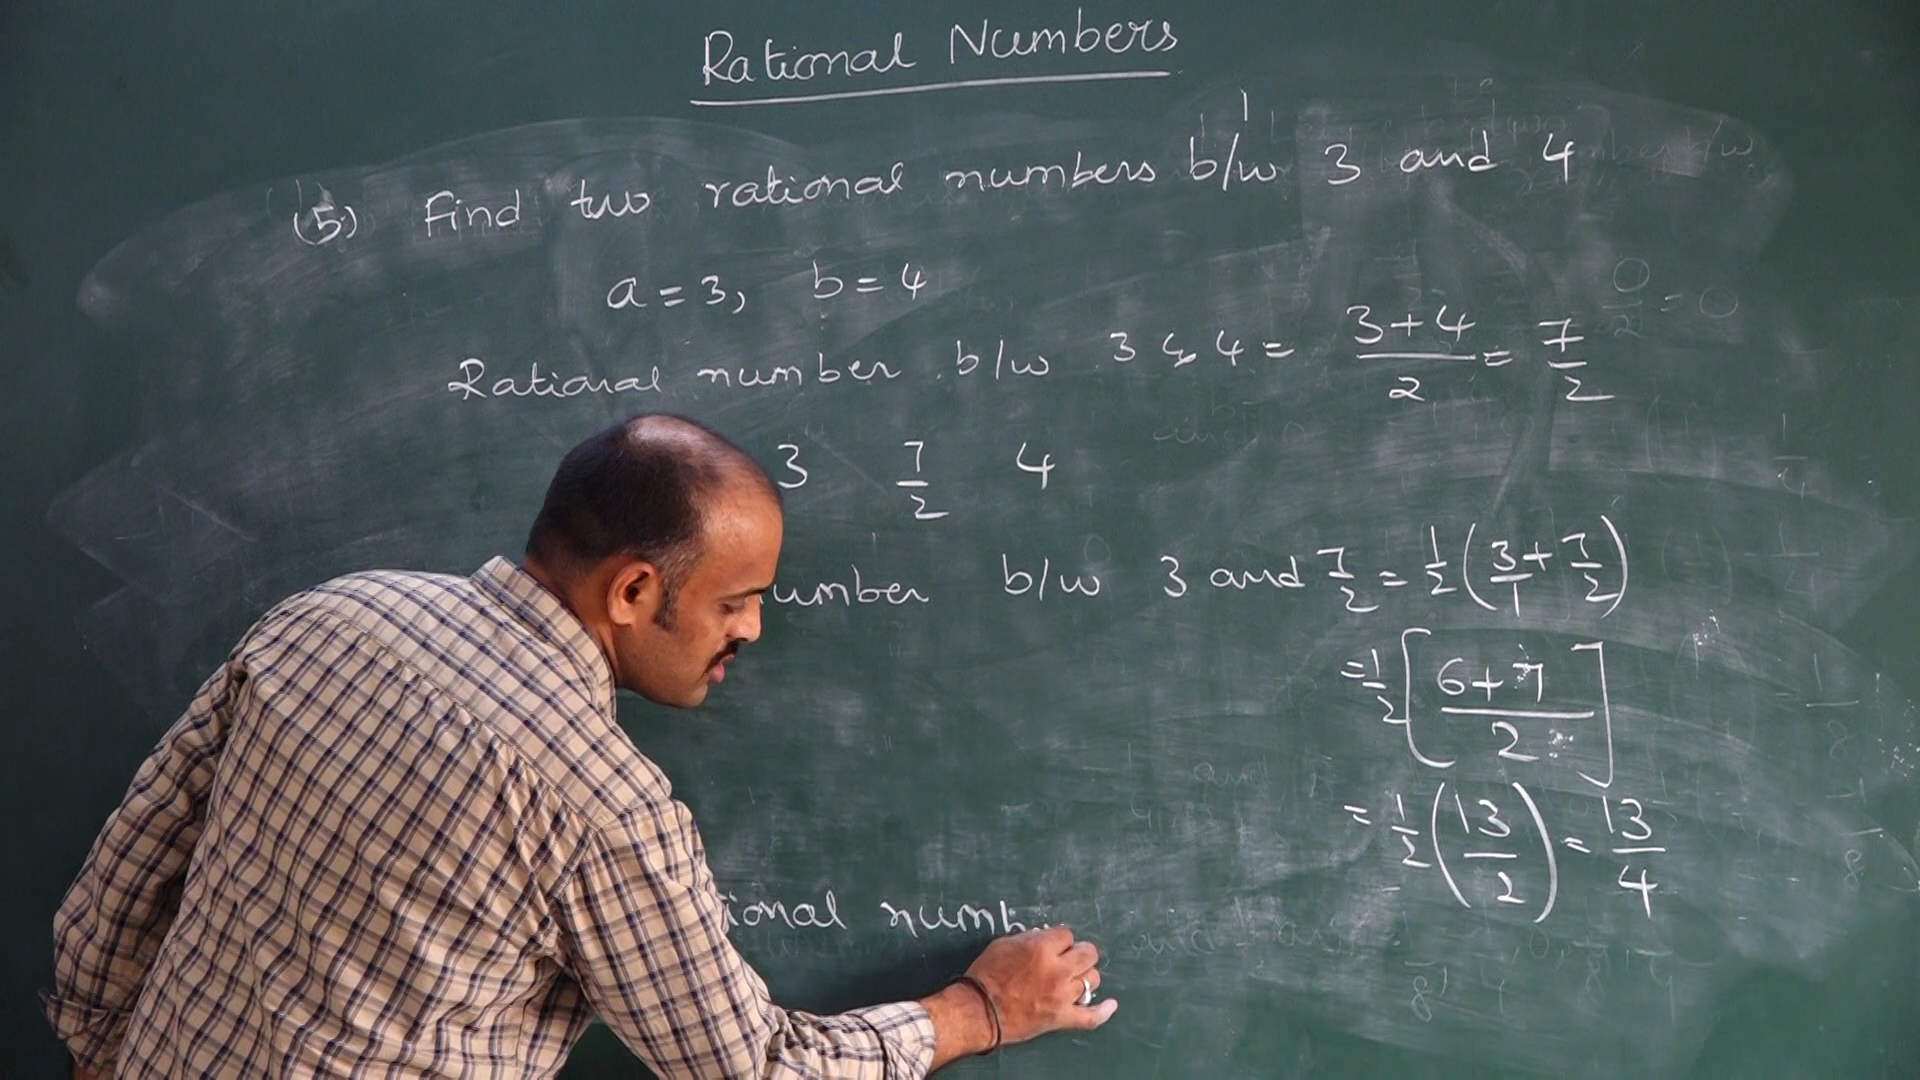 Rational Numbers
(5) Find two rational numbers b/w 3 and 4
a = 3, b = 4
Rational number b/w 3 & 4 = 3+4/2 = 7/2
3 7/2 4
umber b/w 3 and 7/2 = 1/2 (3/1 + 7/2)
= 1/2 [6+7/2]
= 1/2 (13/2) = 13/4
ional numb